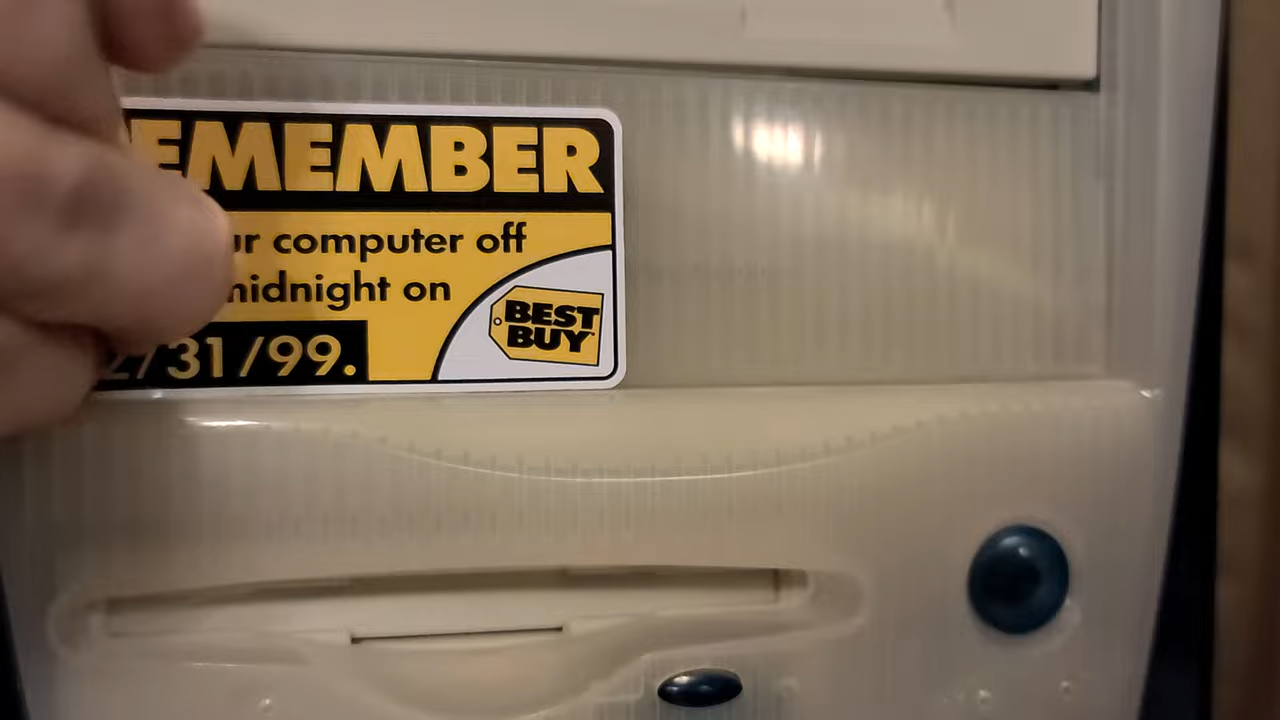 EMEMBER
ur computer off
midnight on
2/31/99.
BEST
BUY